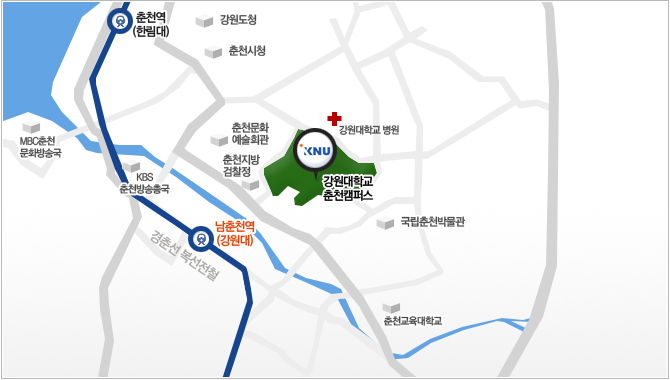 춘천역
(한림대)
강원도청
춘천시청
MBC춘천
문화방송국
춘천문화
예술회관
강원대학교 병원
KNU
KBS
춘천방송총국
춘천지방
검찰청
강원대학교
춘천캠퍼스
남춘천역
(강원대)
국립춘천박물관
경춘선 복선전철
춘천교육대학교